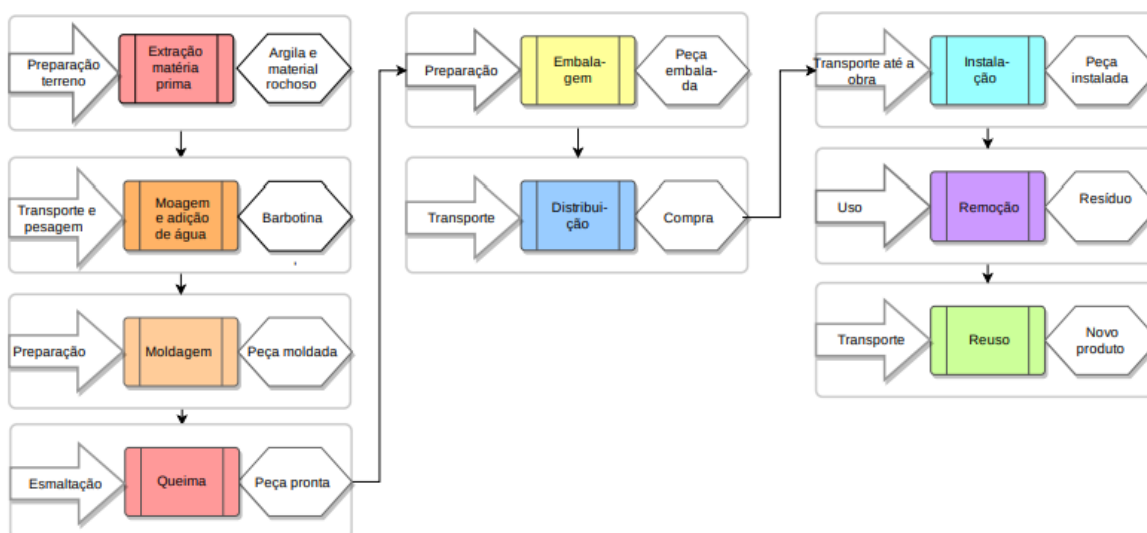 Preparação
terreno
Extração
matéria
prima
Argila e
material
rochoso
Transporte e
pesagem
Moagem
e adição
de água
Barbotina
Preparação
Moldagem
Peça moldada
Esmaltação
Queima
Peça pronta
Preparação
Embala-
gem
Peça
embala-
da
Transporte
Distribui-
ção
Compra
Transporte até a
obra
Instala-
ção
Peça
instalada
Uso
Remoção
Resíduo
Transporte
Reuso
Novo
produto